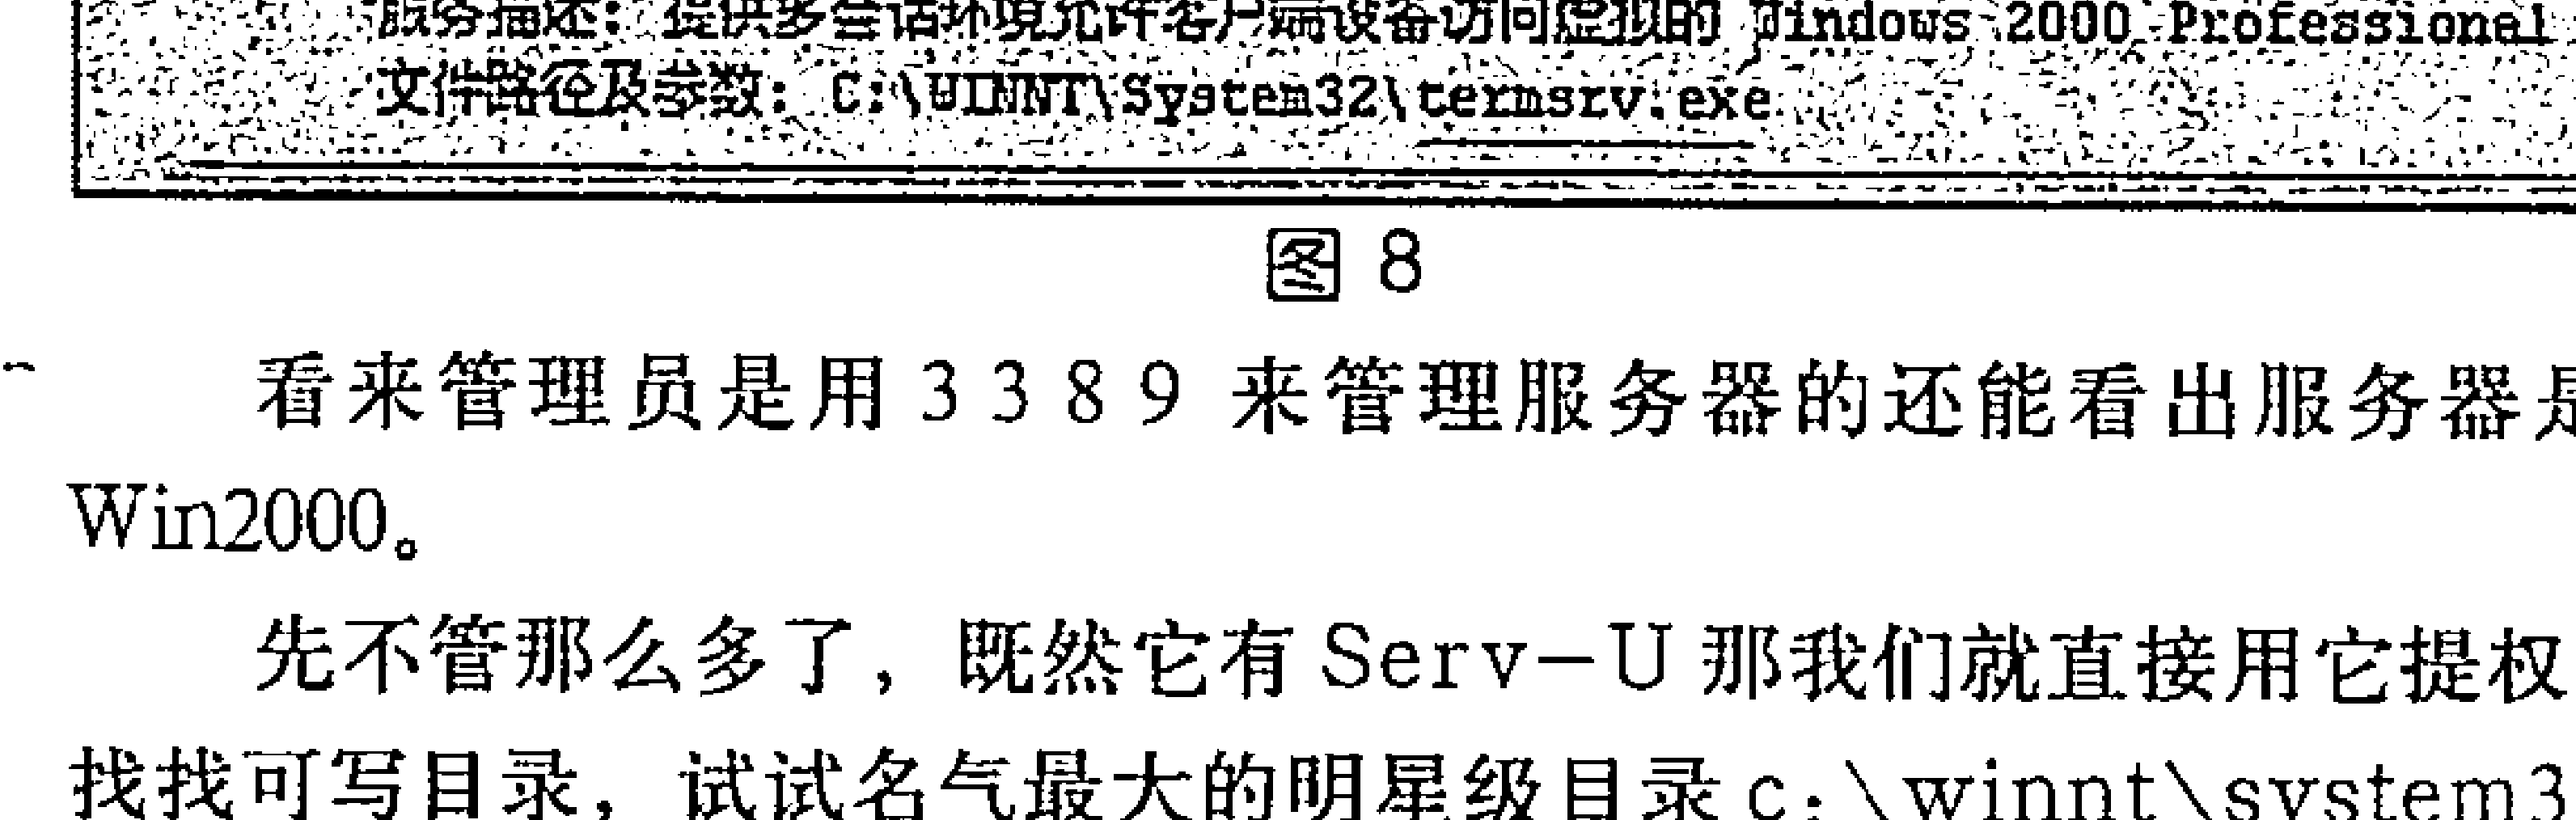 服务描述: 提供多会话环境允许客户端设备访问虚拟的 Windows 2000 Professional
文件路径及参数: C:\WINNT\System32\termsrv.exe
图 8
看来管理员是用 3389 来管理服务器的还能看出服务器是
Win2000。
先不管那么多了，既然它有 Serv-U 那我们就直接用它提权
找找可写目录，试试名气最大的明星级目录 c:\winnt\system3